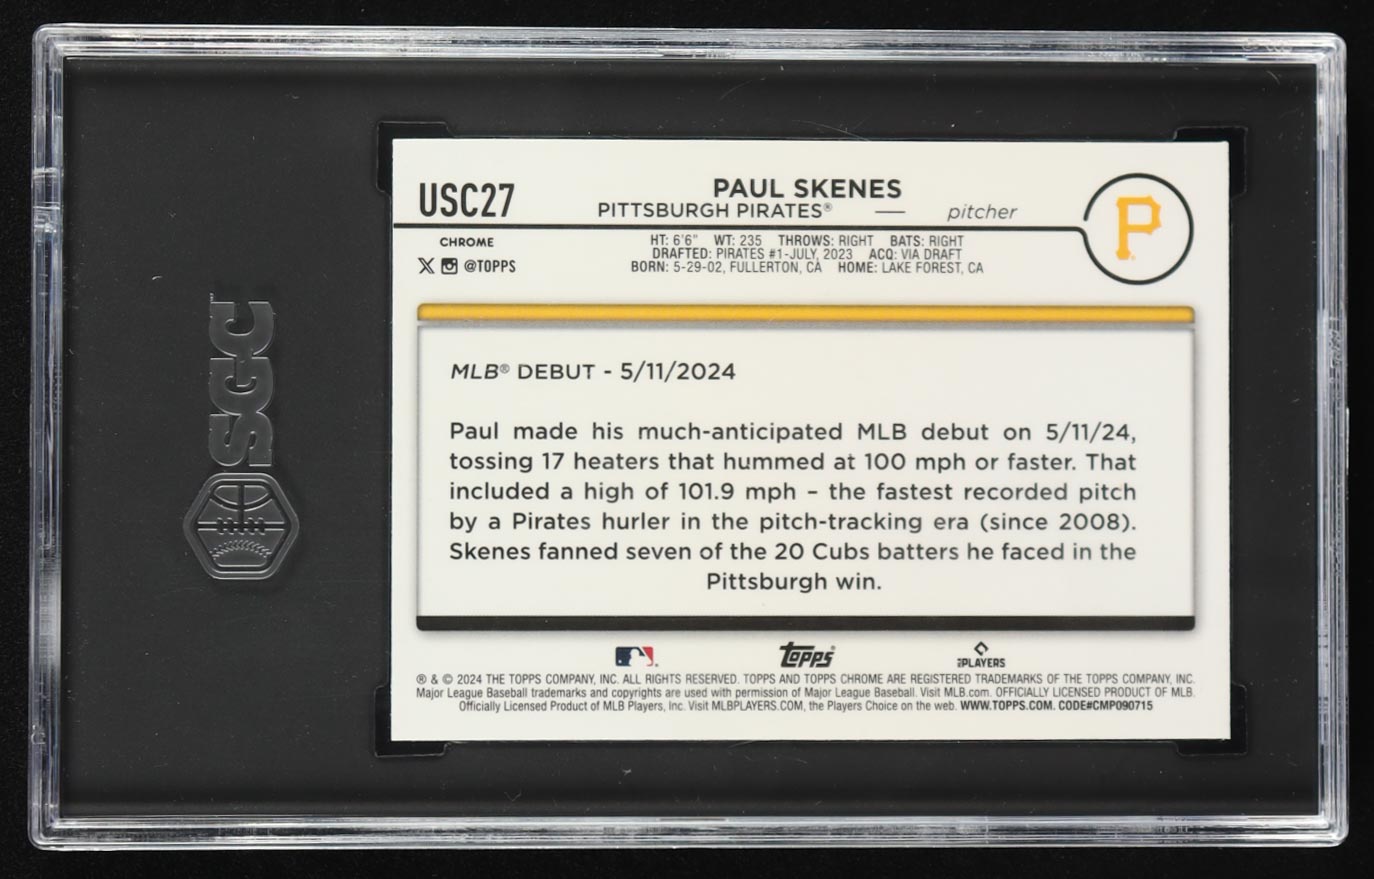 USC27
CHROME
X @TOPPS
PAUL SKENES
PITTSBURGH PIRATES® — pitcher
HT: 6'6" WT: 235 THROWS: RIGHT BATS: RIGHT
DRAFTED: PIRATES #1-JULY, 2023 ACQ: VIA DRAFT
BORN: 5-29-02, FULLERTON, CA HOME: LAKE FOREST, CA
P
MLB® DEBUT - 5/11/2024
Paul made his much-anticipated MLB debut on 5/11/24,
tossing 17 heaters that hummed at 100 mph or faster. That
included a high of 101.9 mph – the fastest recorded pitch
by a Pirates hurler in the pitch-tracking era (since 2008).
Skenes fanned seven of the 20 Cubs batters he faced in the
Pittsburgh win.
topps®
MLB PLAYERS
® & © 2024 THE TOPPS COMPANY, INC. ALL RIGHTS RESERVED. TOPPS AND TOPPS CHROME ARE REGISTERED TRADEMARKS OF THE TOPPS COMPANY, INC.
Major League Baseball trademarks and copyrights are used with permission of Major League Baseball. Visit MLB.com. OFFICIALLY LICENSED PRODUCT OF MLB.
Officially Licensed Product of MLB Players, Inc. Visit MLBPLAYERS.COM, the Players Choice on the web. WWW.TOPPS.COM. CODE#CMP090715
SGC